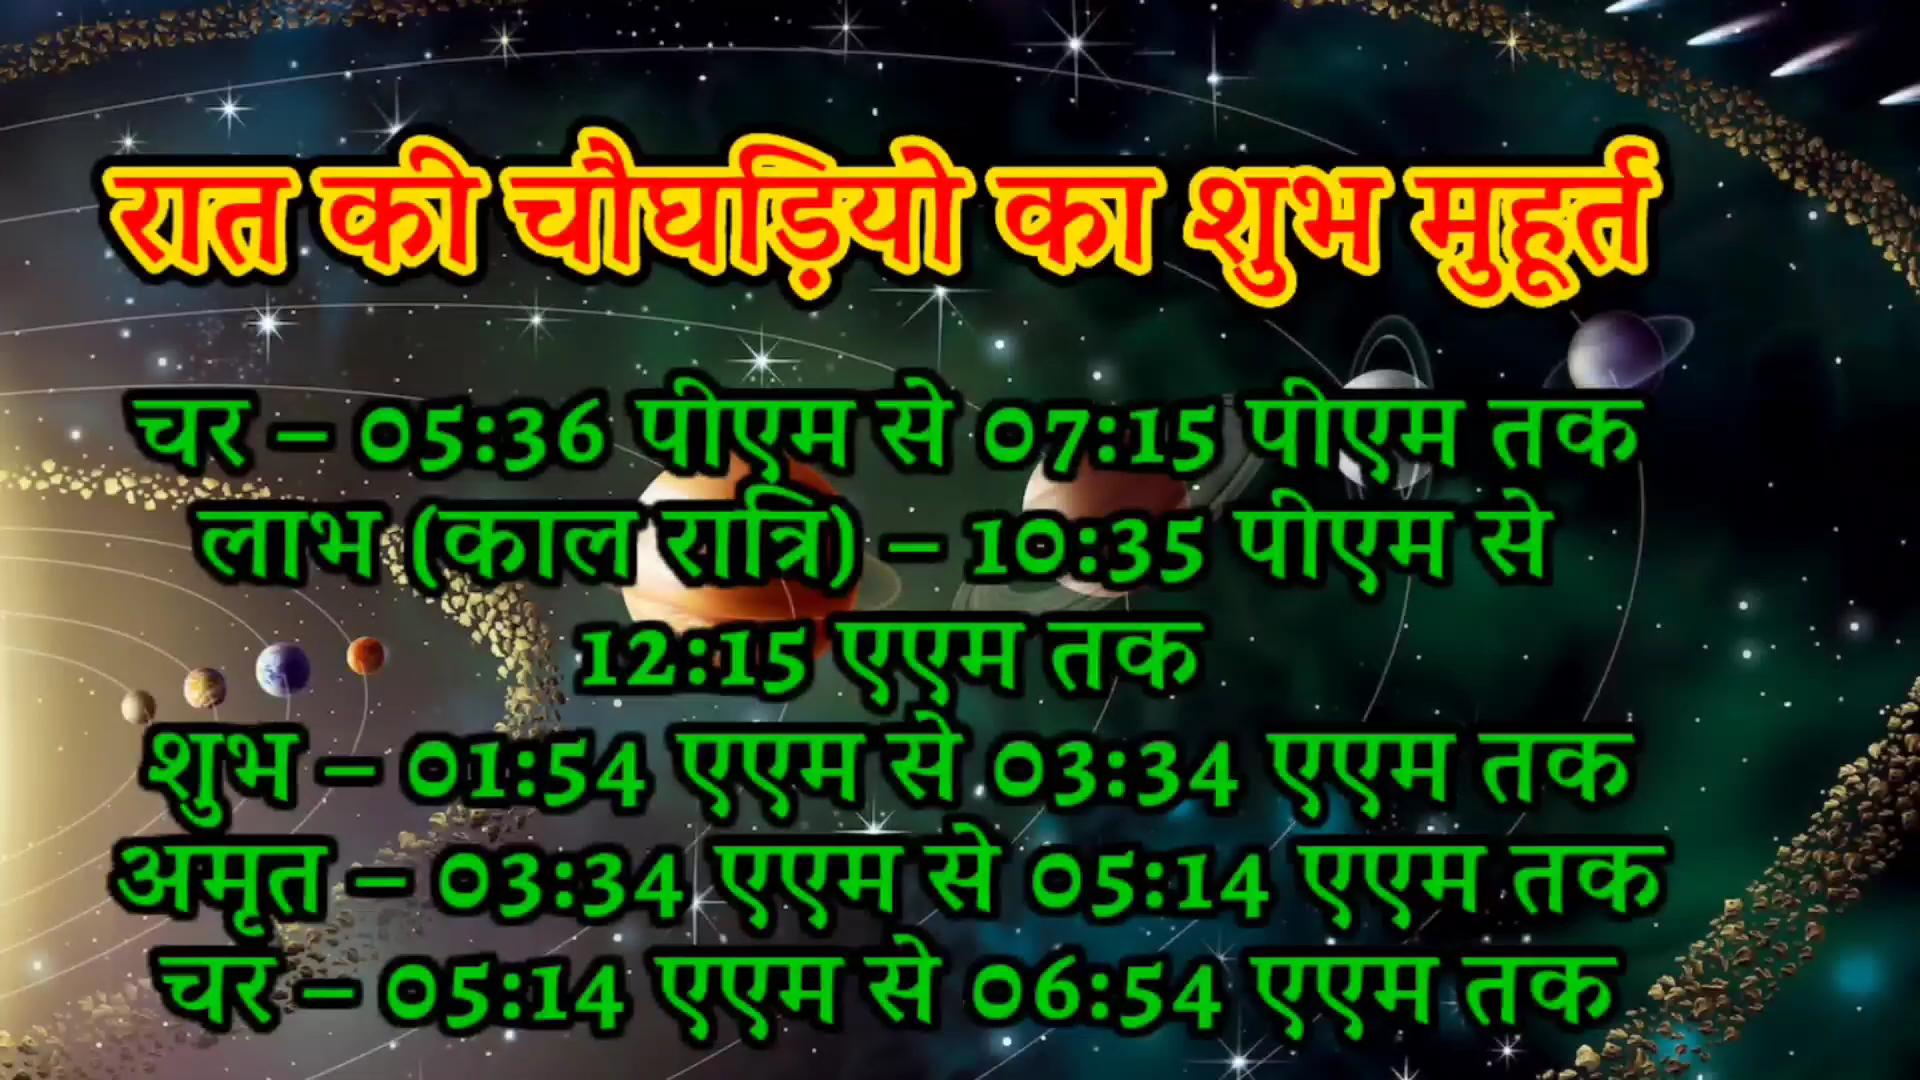 रात को चौघड़ियो का शुभ मुहूर्त
चर – 05:36 पीएम से 07:15 पीएम तक
लाभ (काल रात्रि) – 10:35 पीएम से
12:15 एएम तक
शुभ – 01:54 एएम से 03:34 एएम तक
अमृत – 03:34 एएम से 05:14 एएम तक
चर – 05:14 एएम से 06:54 एएम तक